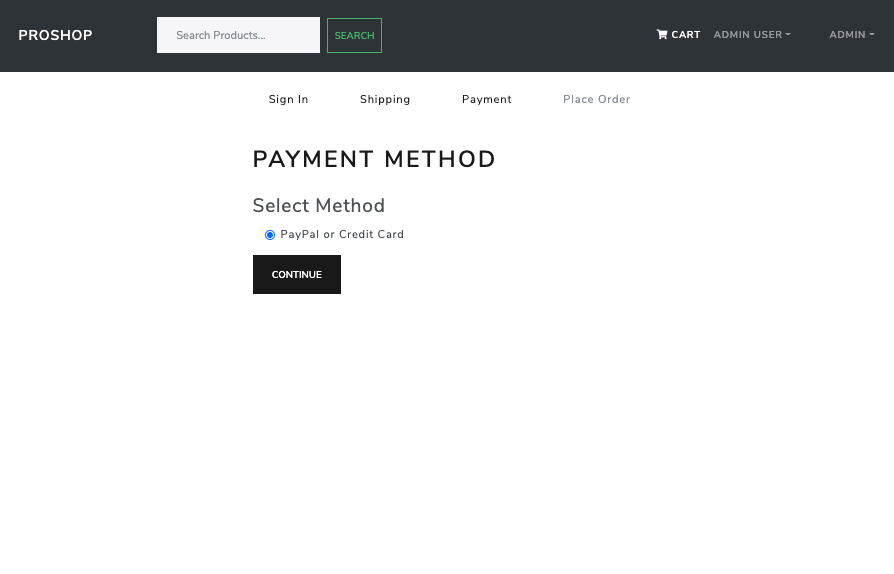 PROSHOP Search Products... SEARCH CART ADMIN USER ADMIN
Sign In Shipping Payment Place Order
PAYMENT METHOD
Select Method
PayPal or Credit Card
CONTINUE